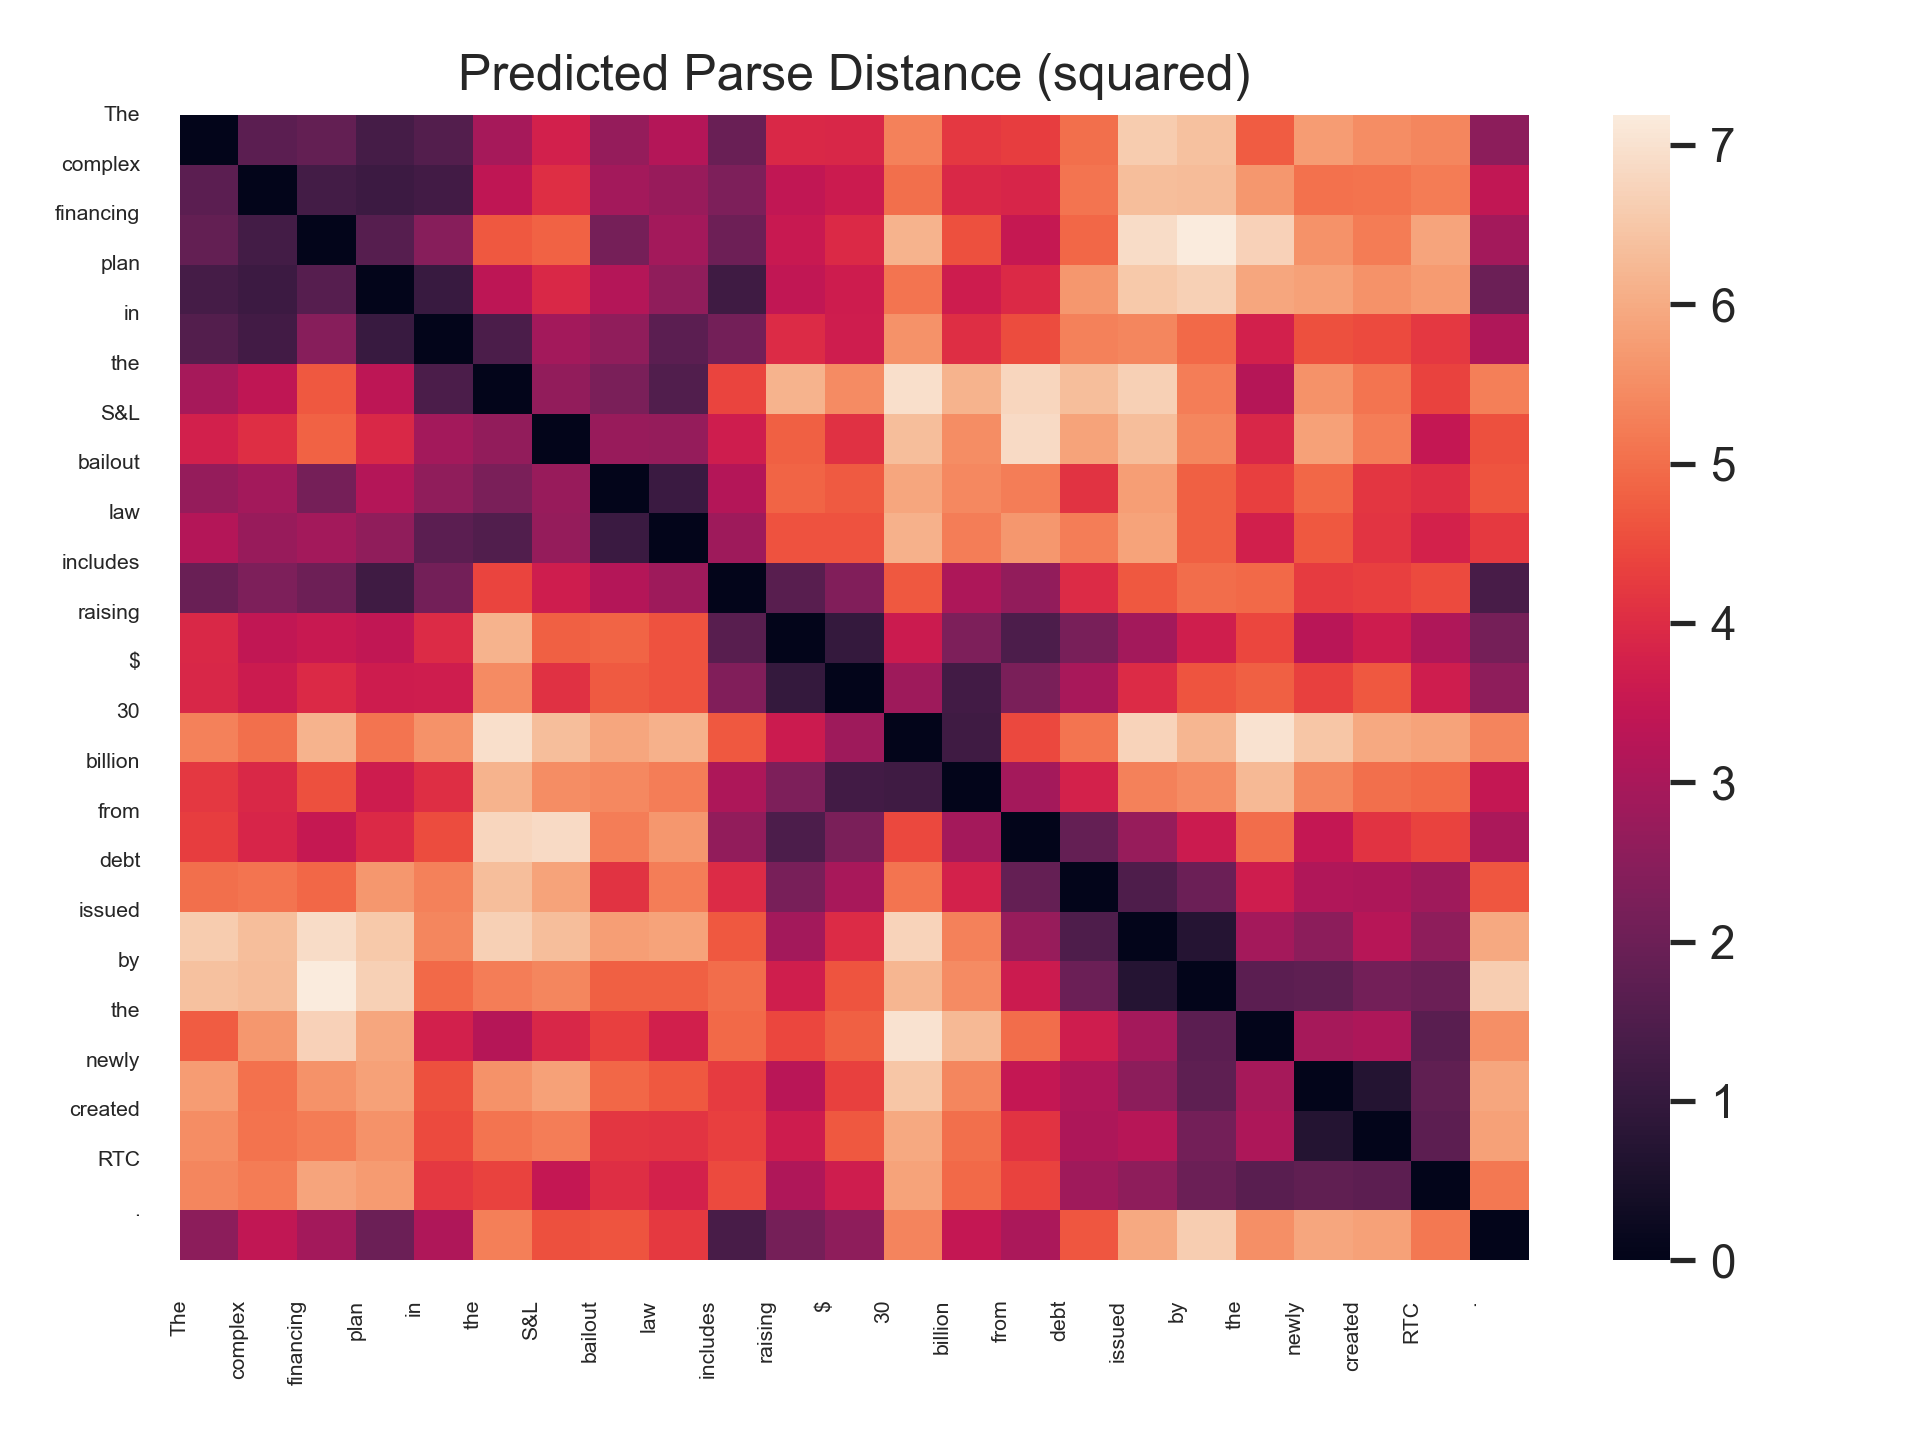 Predicted Parse Distance (squared)
The
complex
financing
plan
in
the
S&L
bailout
law
includes
raising
$
30
billion
from
debt
issued
by
the
newly
created
RTC
.
The
complex
financing
plan
in
the
S&L
bailout
law
includes
raising
$
30
billion
from
debt
issued
by
the
newly
created
RTC
.
7
6
5
4
3
2
1
0